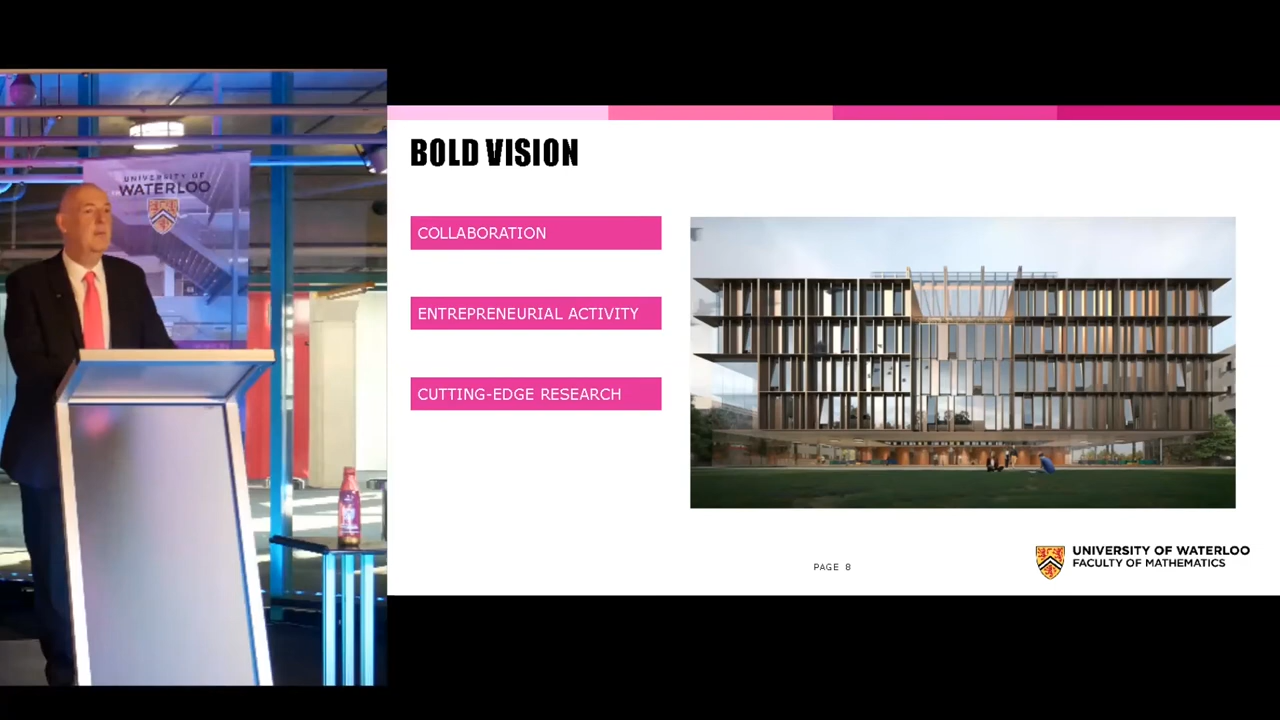 UNIVERSITY OF
WATERLOO
BOLD VISION
COLLABORATION
ENTREPRENEURIAL ACTIVITY
CUTTING-EDGE RESEARCH
PAGE 8
UNIVERSITY OF WATERLOO
FACULTY OF MATHEMATICS